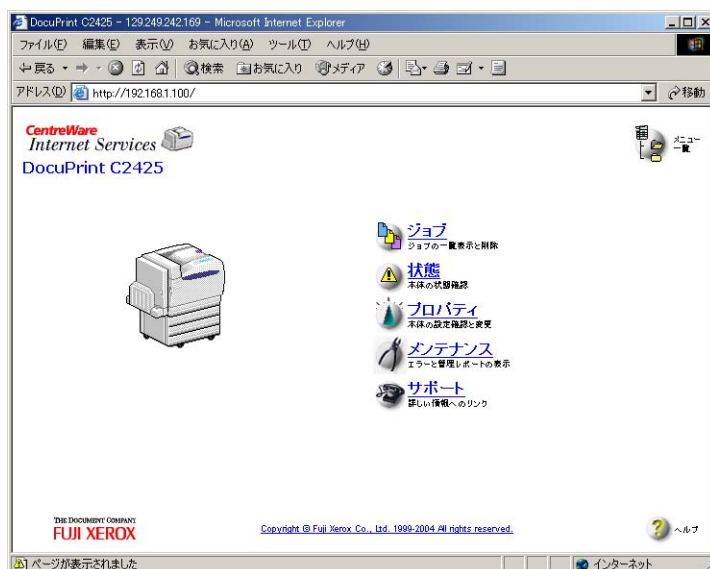 DocuPrint C2425 - 129.249.242.169 - Microsoft Internet Explorer
ファイル(F) 編集(E) 表示(V) お気に入り(A) ツール(T) ヘルプ(H)
戻る 検索 お気に入り メディア
アドレス(D) http://192.168.1.100/ 移動
CentreWare
Internet Services
DocuPrint C2425
メニュー
一覧
ジョブ
ジョブの一覧表示と削除
状態
本体の状態確認
プロパティ
本体の設定確認と変更
メンテナンス
エラーと管理レポートの表示
サポート
詳しい情報へのリンク
THE DOCUMENT COMPANY
FUJI XEROX
Copyright © Fuji Xerox Co., Ltd. 1999-2004 All rights reserved.
ヘルプ
ページが表示されました インターネット